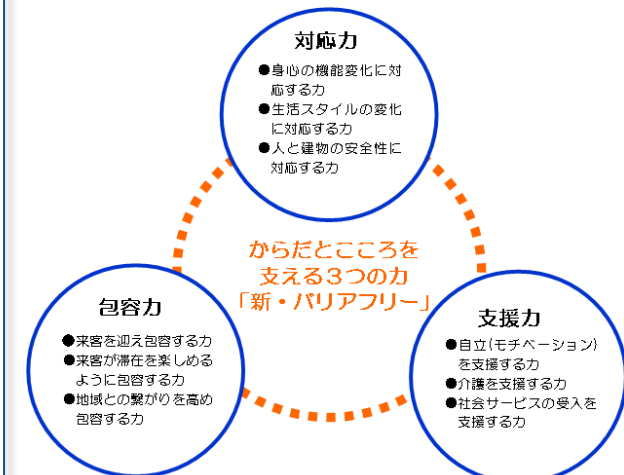 対応力
●身心の機能変化に対
応する力
●生活スタイルの変化
に対応する力
●人と建物の安全性に
対応する力
からだとこころを
支える３つの力
「新・バリアフリー」
包容力
●来客を迎え包容する力
●来客が滞在を楽しめる
ように包容する力
●地域との繋がりを高め
包容する力
支援力
●自立(モチベーション)
を支援する力
●介護を支援する力
●社会サービスの受入を
支援する力